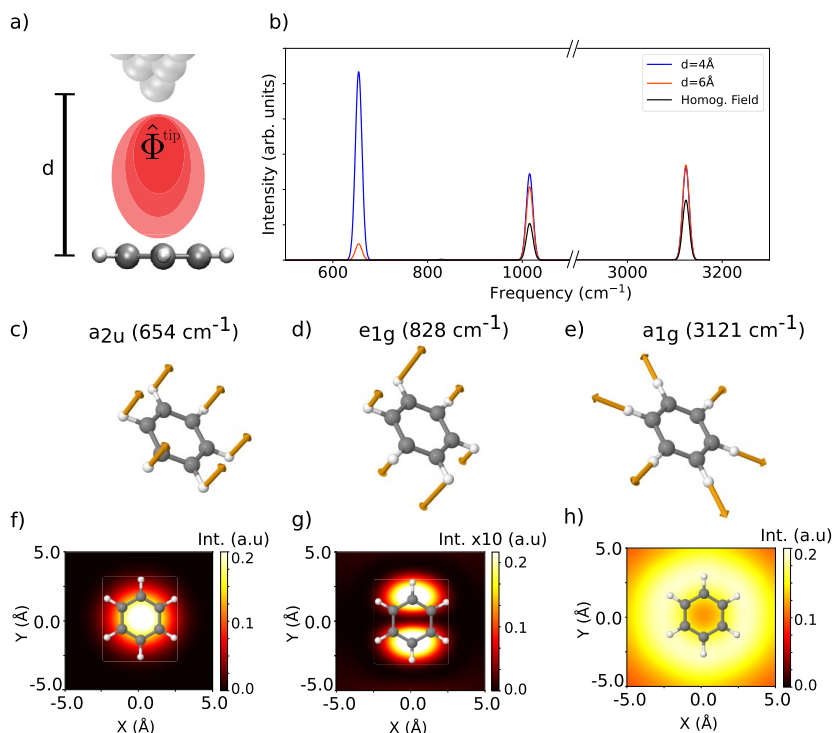 a)
d
Φ̂ᵗⁱᵖ
b)
Intensity (arb. units)
d=4Å
d=6Å
Homog. Field
600 800 1000 3000 3200
Frequency (cm⁻¹)
c) a₂ᵤ (654 cm⁻¹)
d) e₁g (828 cm⁻¹)
e) a₁g (3121 cm⁻¹)
f)
Int. (a.u)
5.0
0.0
-5.0
Y (Å)
-5.0 0.0 5.0
X (Å)
0.2
0.1
0.0
g)
Int. x10 (a.u)
5.0
0.0
-5.0
Y (Å)
-5.0 0.0 5.0
X (Å)
0.2
0.1
0.0
h)
Int. (a.u)
5.0
0.0
-5.0
Y (Å)
-5.0 0.0 5.0
X (Å)
0.2
0.1
0.0